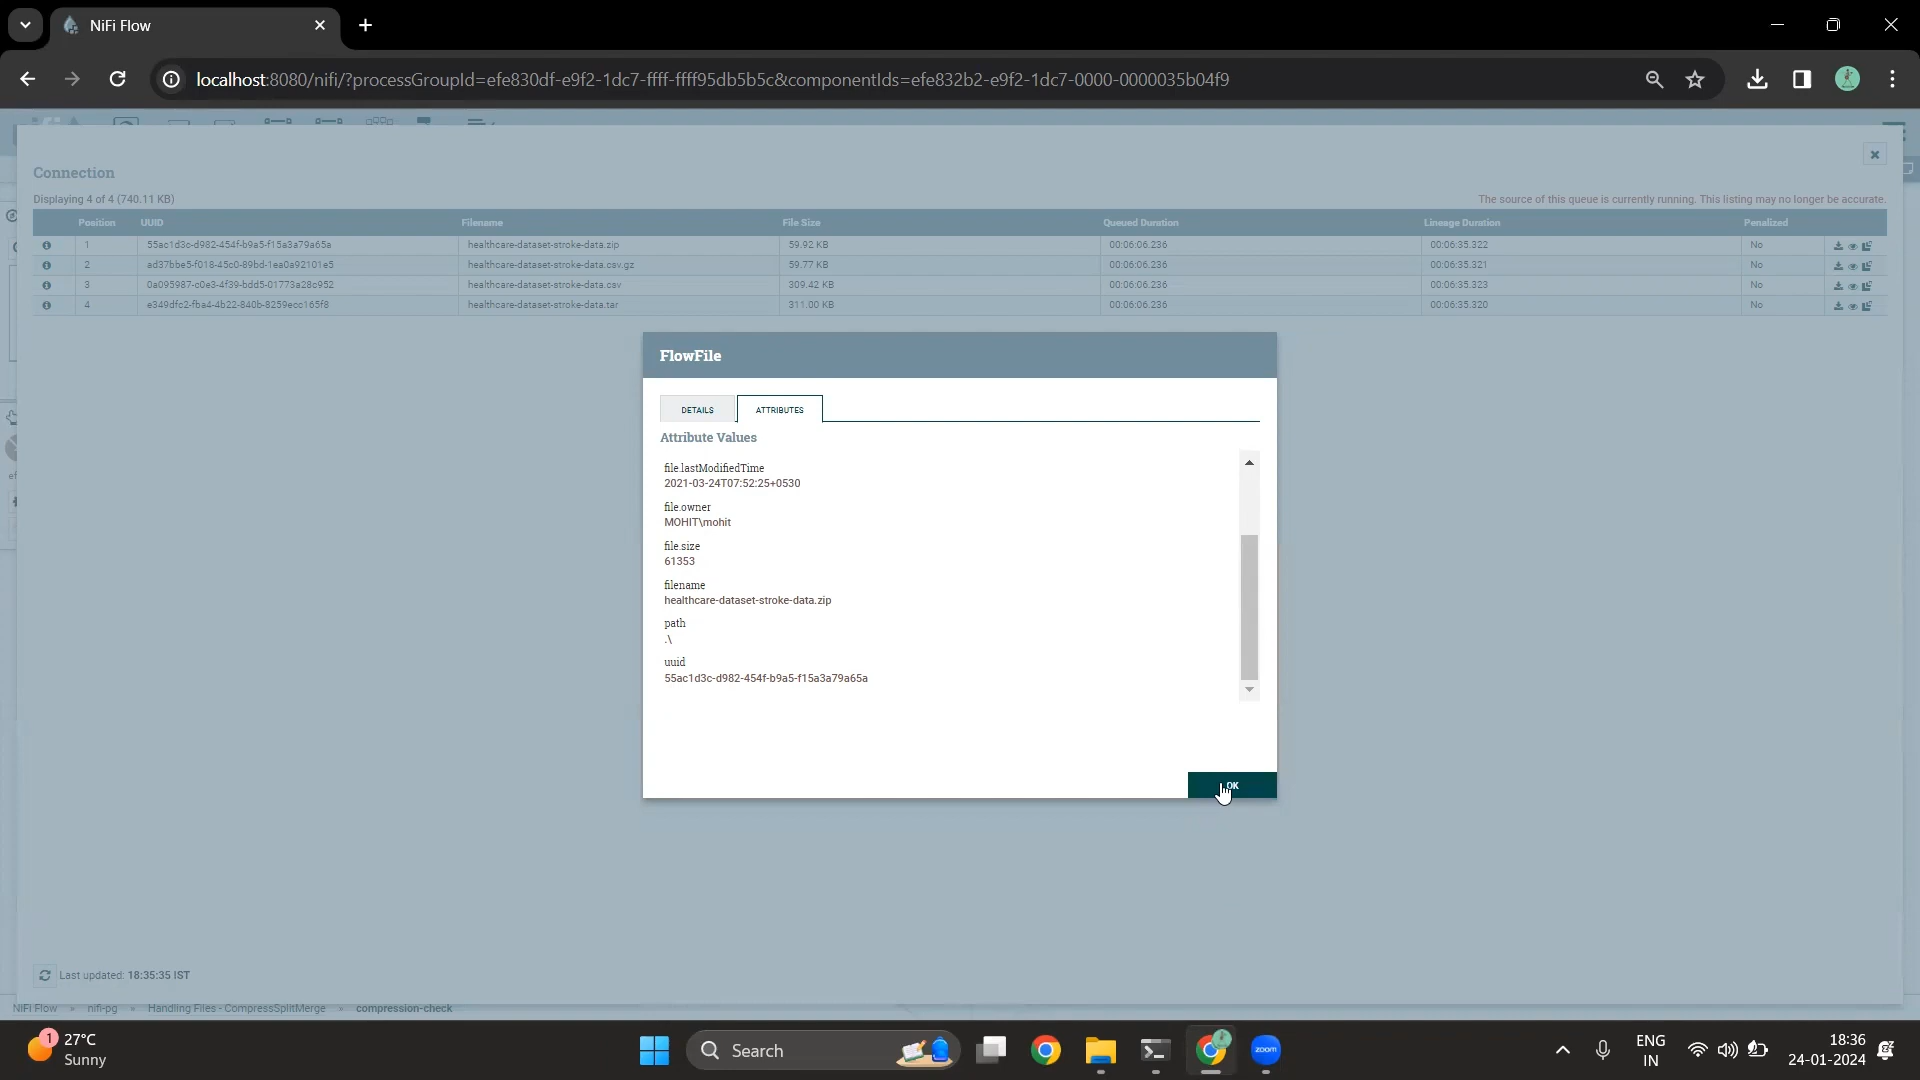 NiFi Flow
localhost:8080/nifi/?processGroupId=efe830df-e9f2-1dc7-ffff-ffff95db5b5c&componentIds=efe832b2-e9f2-1dc7-0000-0000035b04f9
Connection
Displaying 4 of 4 (740.11 KB)
The source of this queue is currently running. This listing may no longer be accurate.
Position UUID Filename File Size Queued Duration Lineage Duration Penalized
1 55ac1d3c-d982-454f-b9a5-f15a3a79a65a healthcare-dataset-stroke-data.zip 59.92 KB 00:06:06.236 00:06:35.322 No
2 ad37bbe5-f018-45c0-89bd-1ea0a92101e5 healthcare-dataset-stroke-data.csv.gz 59.77 KB 00:06:06.236 00:06:35.321 No
3 0a095987-c0e3-4f39-bdd5-01773a28c952 healthcare-dataset-stroke-data.csv 309.42 KB 00:06:06.236 00:06:35.323 No
4 e349dfc2-fba4-4b22-840b-8259ecc165f8 healthcare-dataset-stroke-data.tar 311.00 KB 00:06:06.236 00:06:35.320 No
FlowFile
DETAILS ATTRIBUTES
Attribute Values
file.lastModifiedTime
2021-03-24T07:52:25+0530
file.owner
MOHIT\mohit
file.size
61353
filename
healthcare-dataset-stroke-data.zip
path
.\
uuid
55ac1d3c-d982-454f-b9a5-f15a3a79a65a
OK
Last updated: 18:35:35 IST
NiFi Flow » nifi-pg » Handling Files - CompressSplitMerge » compression-check
1
27°C
Sunny
Search
zoom
ENG
IN
18:36
24-01-2024